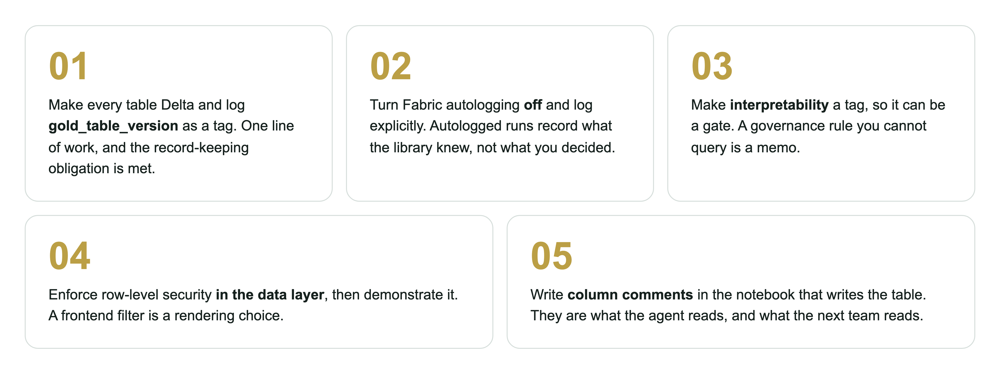 01
Make every table Delta and log
gold_table_version as a tag. One line
of work, and the record-keeping
obligation is met.
02
Turn Fabric autologging off and log
explicitly. Autologged runs record what
the library knew, not what you decided.
03
Make interpretability a tag, so it can be
a gate. A governance rule you cannot
query is a memo.
04
Enforce row-level security in the data layer, then demonstrate it.
A frontend filter is a rendering choice.
05
Write column comments in the notebook that writes the table.
They are what the agent reads, and what the next team reads.